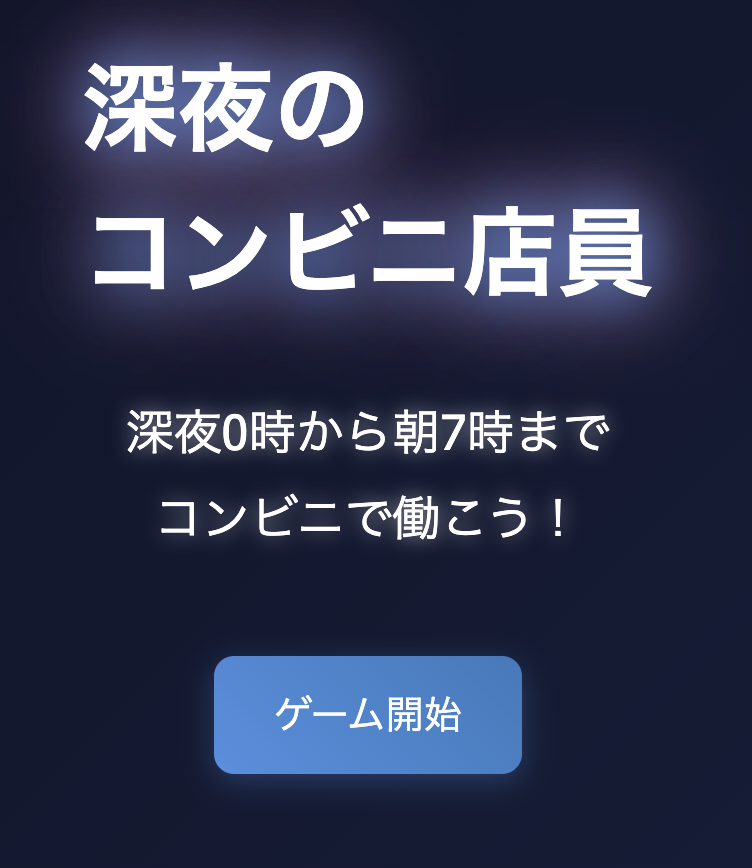 深夜の
コンビニ店員
深夜0時から朝7時まで
コンビニで働こう！
ゲーム開始